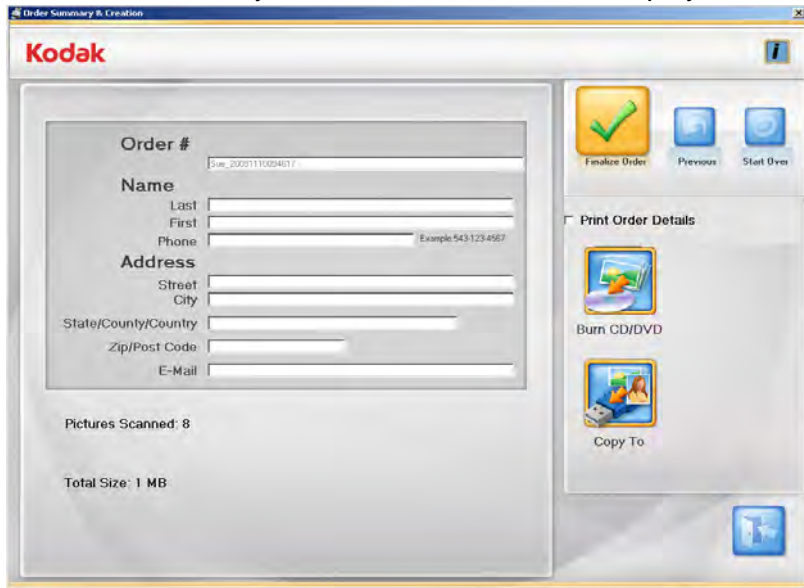 Order Summary & Creation
Kodak
i
Order #
Sue_20091110094617
Name
Last
First
Phone
Example 543-123-4567
Address
Street
City
State/County/Country
Zip/Post Code
E-Mail
Pictures Scanned: 8
Total Size: 1 MB
Finalize Order
Previous
Start Over
Print Order Details
Burn CD/DVD
Copy To